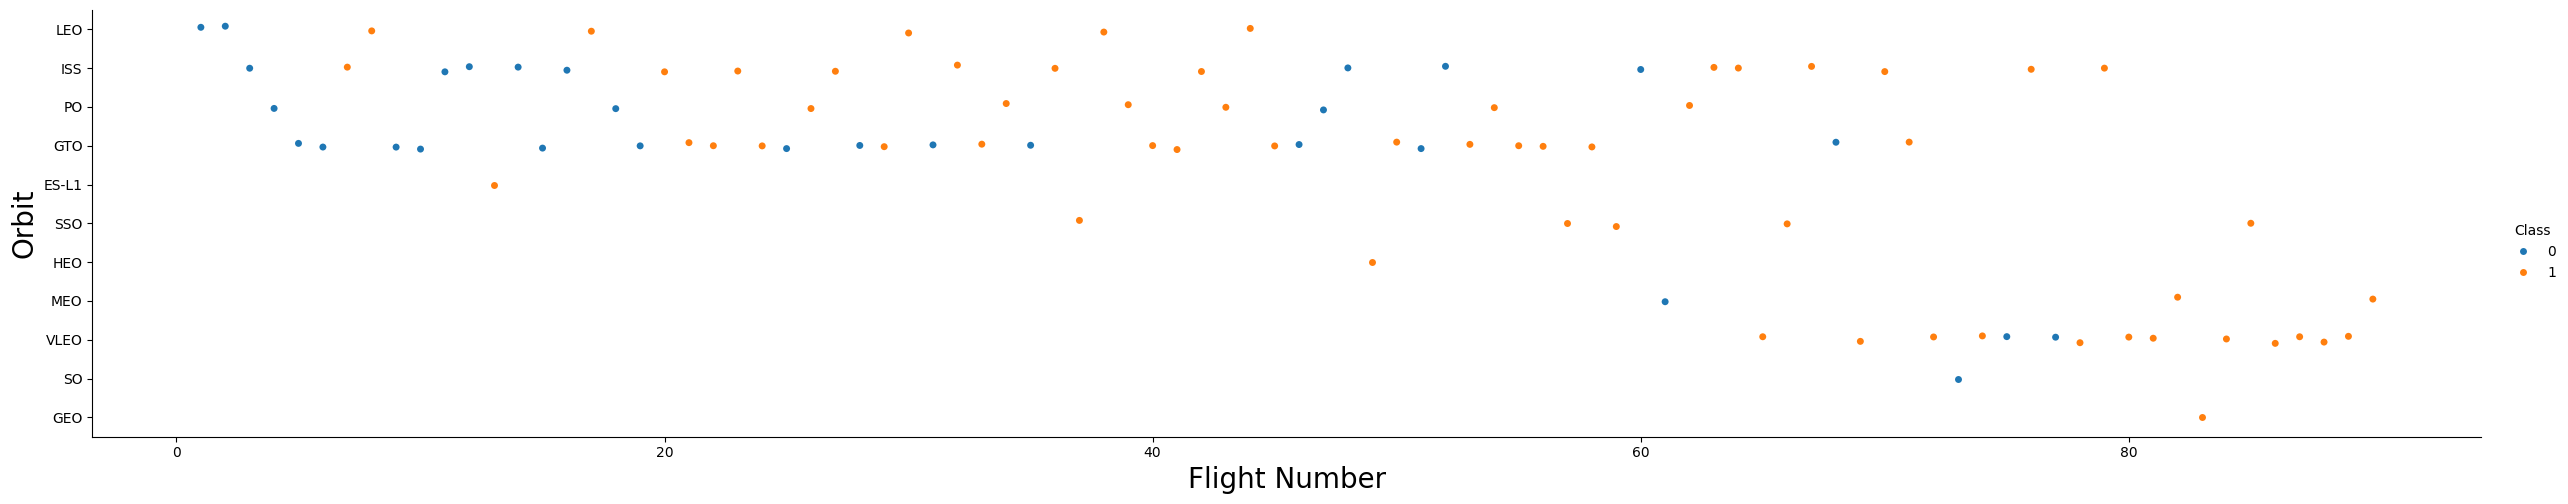 LEO
ISS
PO
GTO
ES-L1
SSO
HEO
MEO
VLEO
SO
GEO
Orbit
0 20 40 60 80
Flight Number
Class
0
1